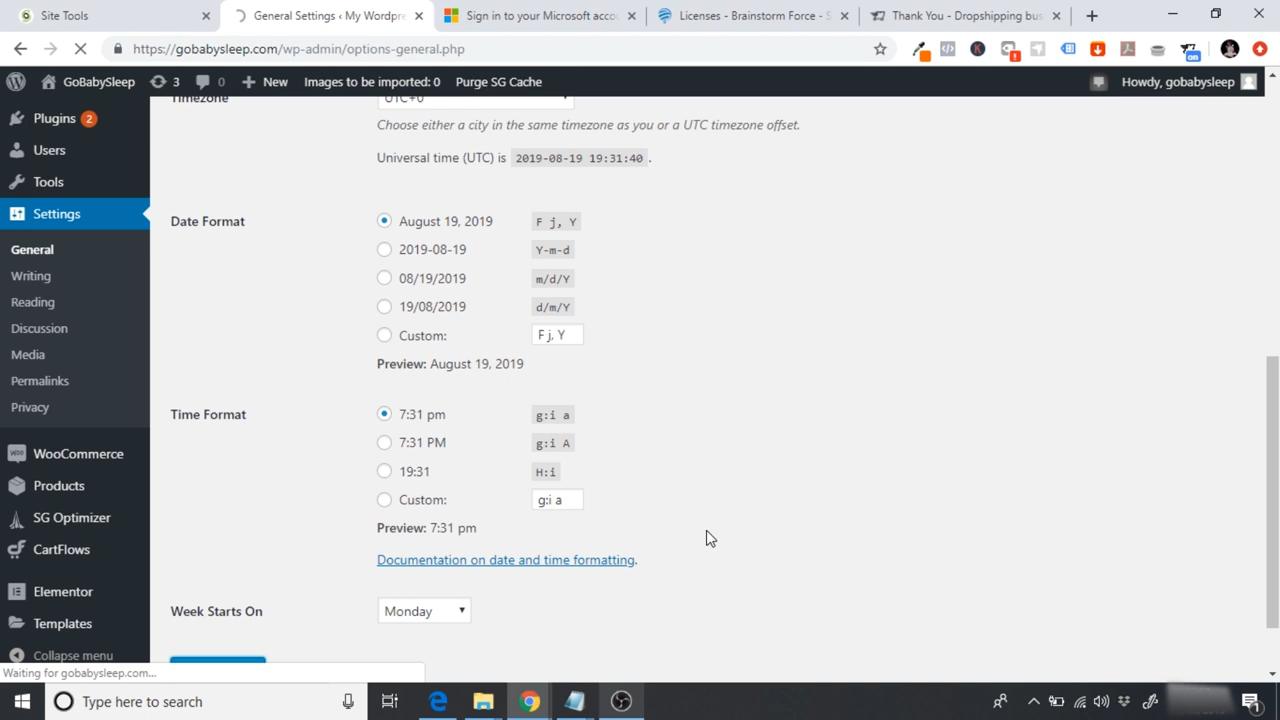 Site Tools
General Settings ‹ My Wordpre
Sign in to your Microsoft acco
Licenses - Brainstorm Force - S
Thank You - Dropshipping bus
https://gobabysleep.com/wp-admin/options-general.php
on
GoBabySleep
3
0
New
Images to be imported: 0
Purge SG Cache
Howdy, gobabysleep
Plugins 2
Users
Tools
Settings
General
Writing
Reading
Discussion
Media
Permalinks
Privacy
WooCommerce
Products
SG Optimizer
CartFlows
Elementor
Templates
Collapse menu
Timezone
UTC+0
Choose either a city in the same timezone as you or a UTC timezone offset.
Universal time (UTC) is 2019-08-19 19:31:40 .
Date Format
August 19, 2019 F j, Y
2019-08-19 Y-m-d
08/19/2019 m/d/Y
19/08/2019 d/m/Y
Custom: F j, Y
Preview: August 19, 2019
Time Format
7:31 pm g:i a
7:31 PM g:i A
19:31 H:i
Custom: g:i a
Preview: 7:31 pm
Documentation on date and time formatting.
Week Starts On
Monday
Waiting for gobabysleep.com...
Type here to search
1